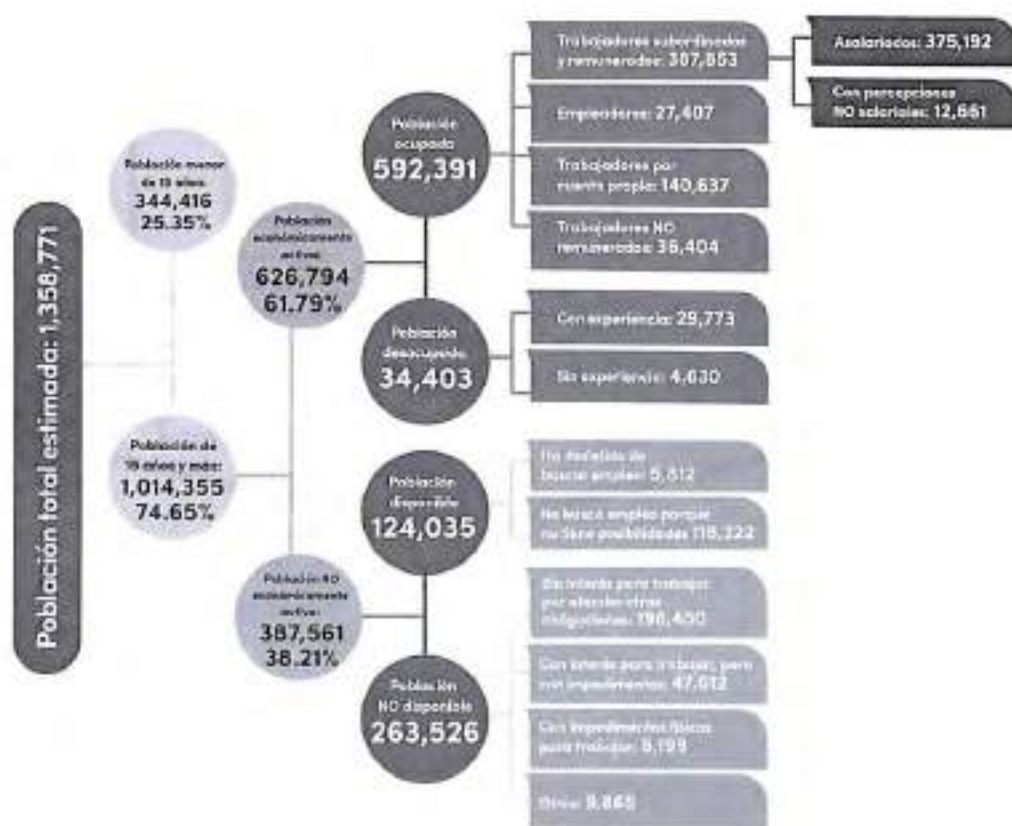 Población total estimada: 1,358,771
Población menor
de 15 años:
344,416
25.35%
Población de
15 años y más:
1,014,355
74.65%
Población
económicamente
activa:
626,794
61.79%
Población NO
económicamente
activa:
387,561
38.21%
Población
ocupada
592,391
Población
desocupada
34,403
Población
disponible
124,035
Población
NO disponible
263,526
Trabajadores subordinados
y remunerados: 387,853
Empleadores: 27,407
Trabajadores por
cuenta propia: 140,637
Trabajadores NO
remunerados: 36,404
Con experiencia: 29,773
Sin experiencia: 4,630
Ha desistido de
buscar empleo: 5,812
No busca empleo porque
no tiene posibilidades 118,222
Sin interés para trabajar,
por atender otras
obligaciones: 198,450
Con interés para trabajar, pero
con impedimentos: 47,012
Con impedimentos físicos
para trabajar: 8,199
Otros: 9,865
Asalariados: 375,192
Con percepciones
NO salariales: 12,661